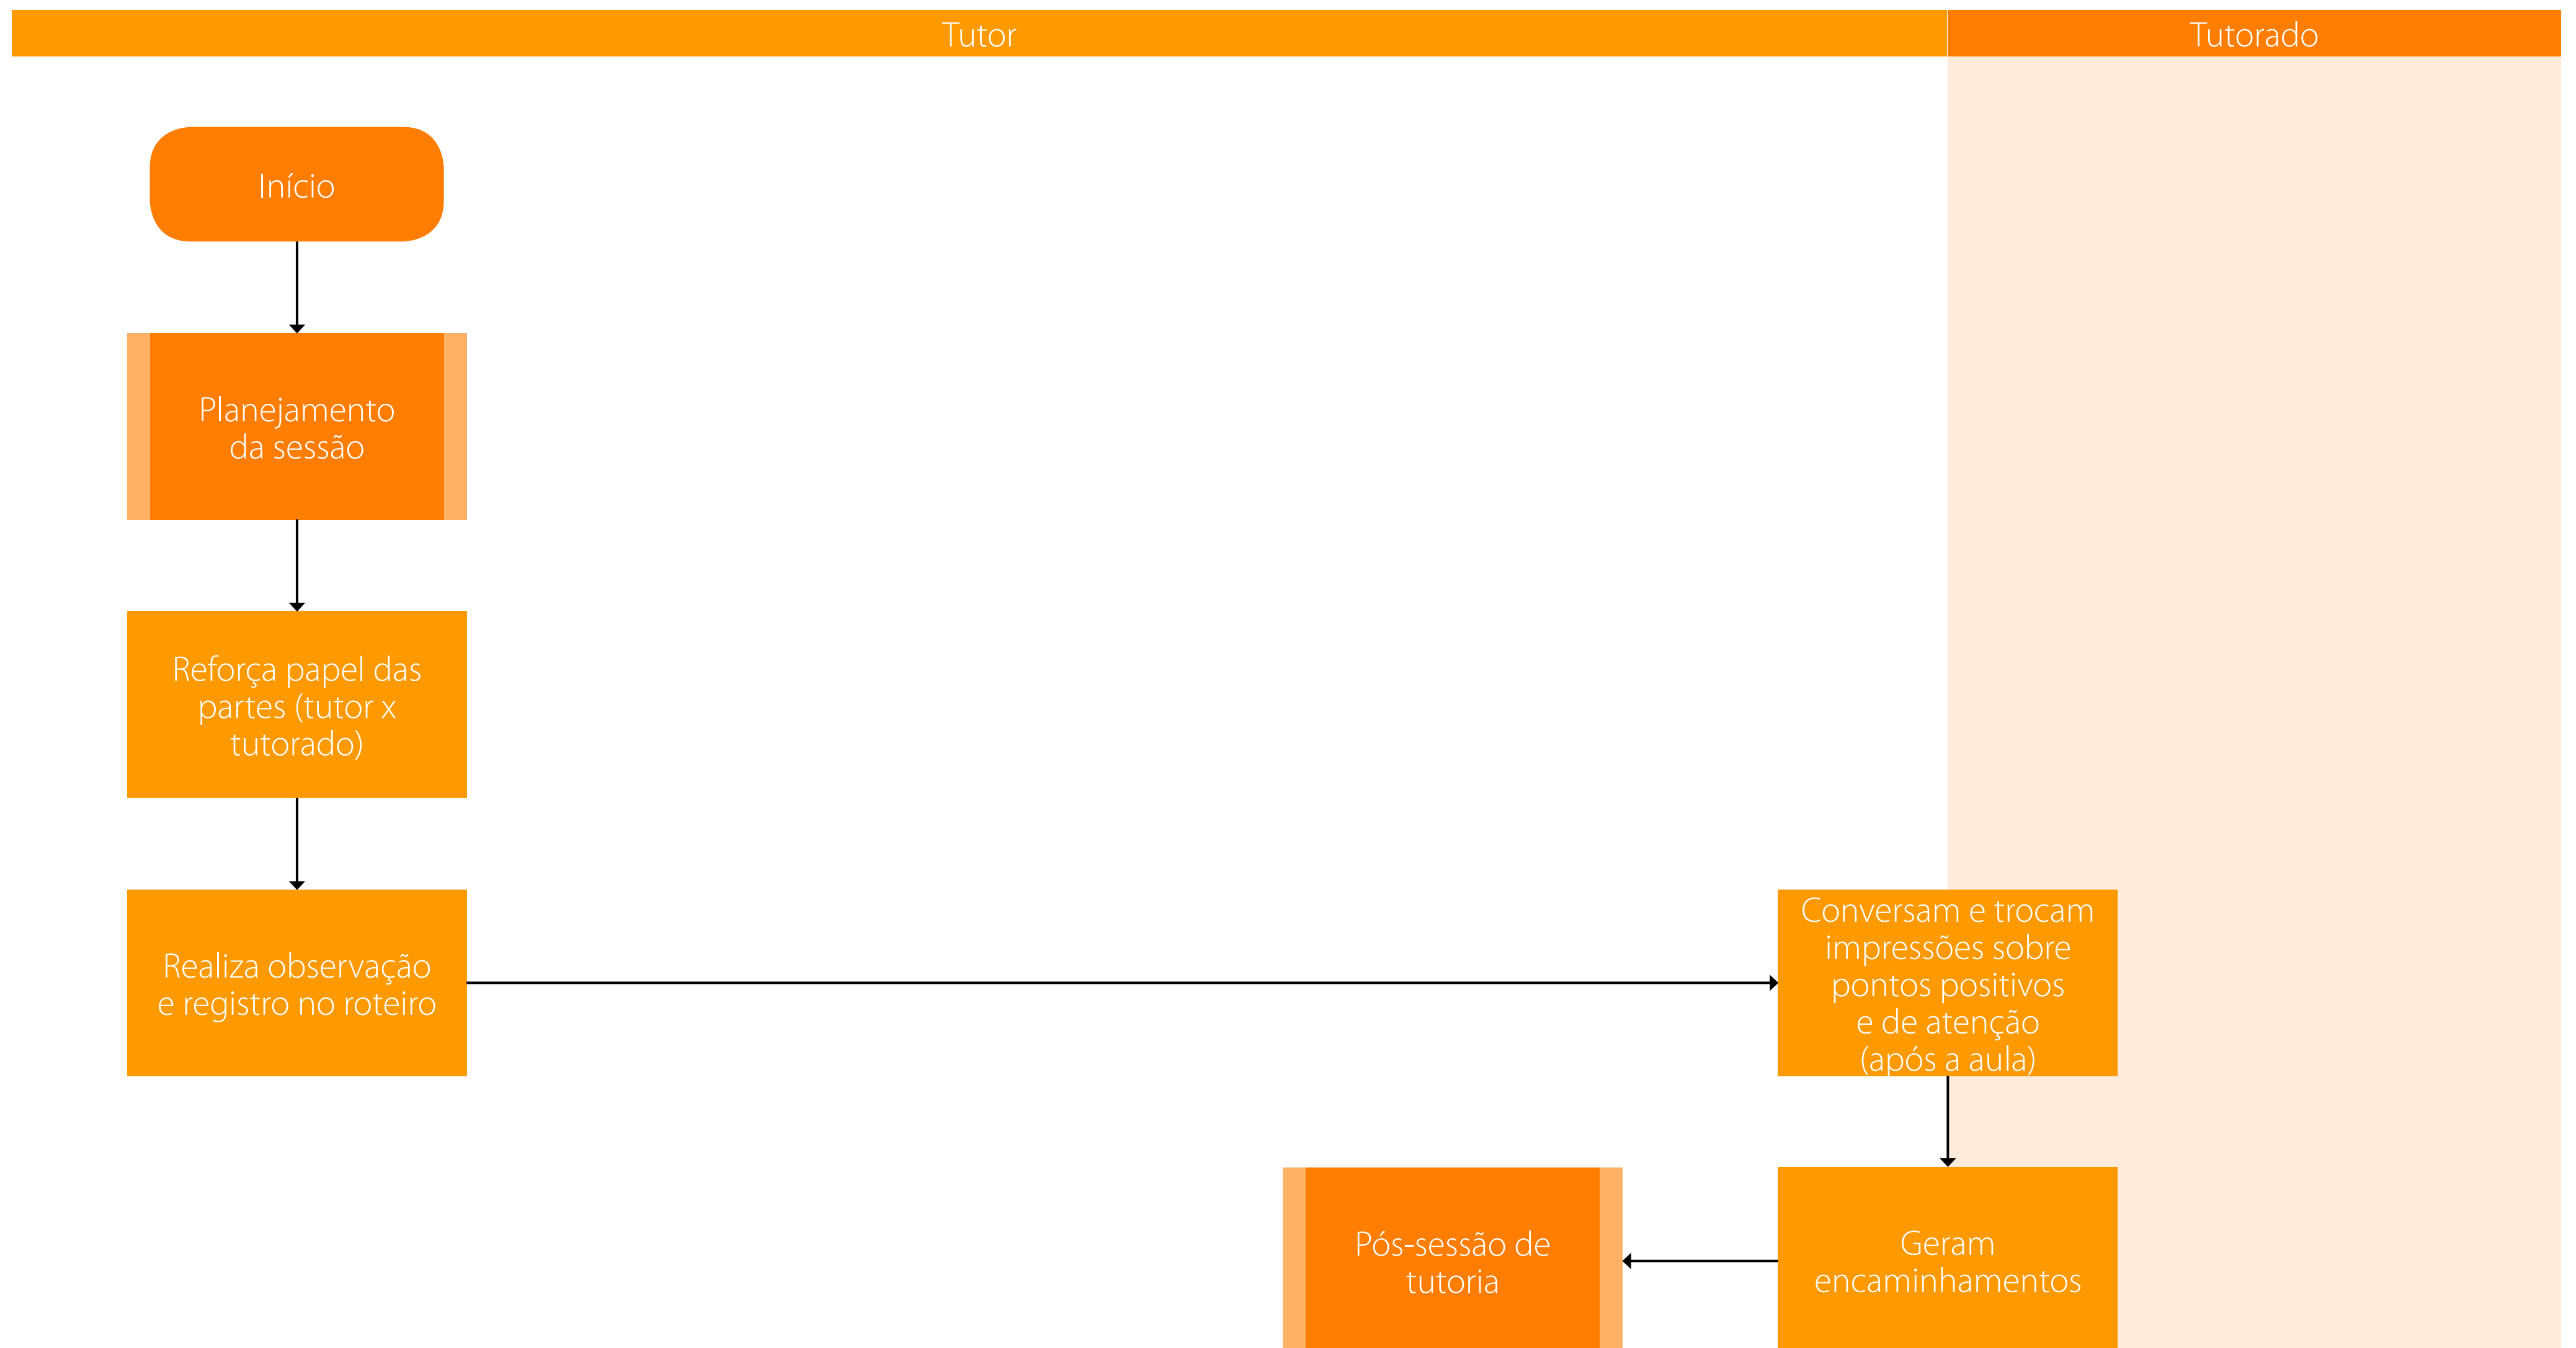 Tutor
Tutorado
Início
Planejamento
da sessão
Reforça papel das
partes (tutor x
tutorado)
Realiza observação
e registro no roteiro
Conversam e trocam
impressões sobre
pontos positivos
e de atenção
(após a aula)
Geram
encaminhamentos
Pós-sessão de
tutoria